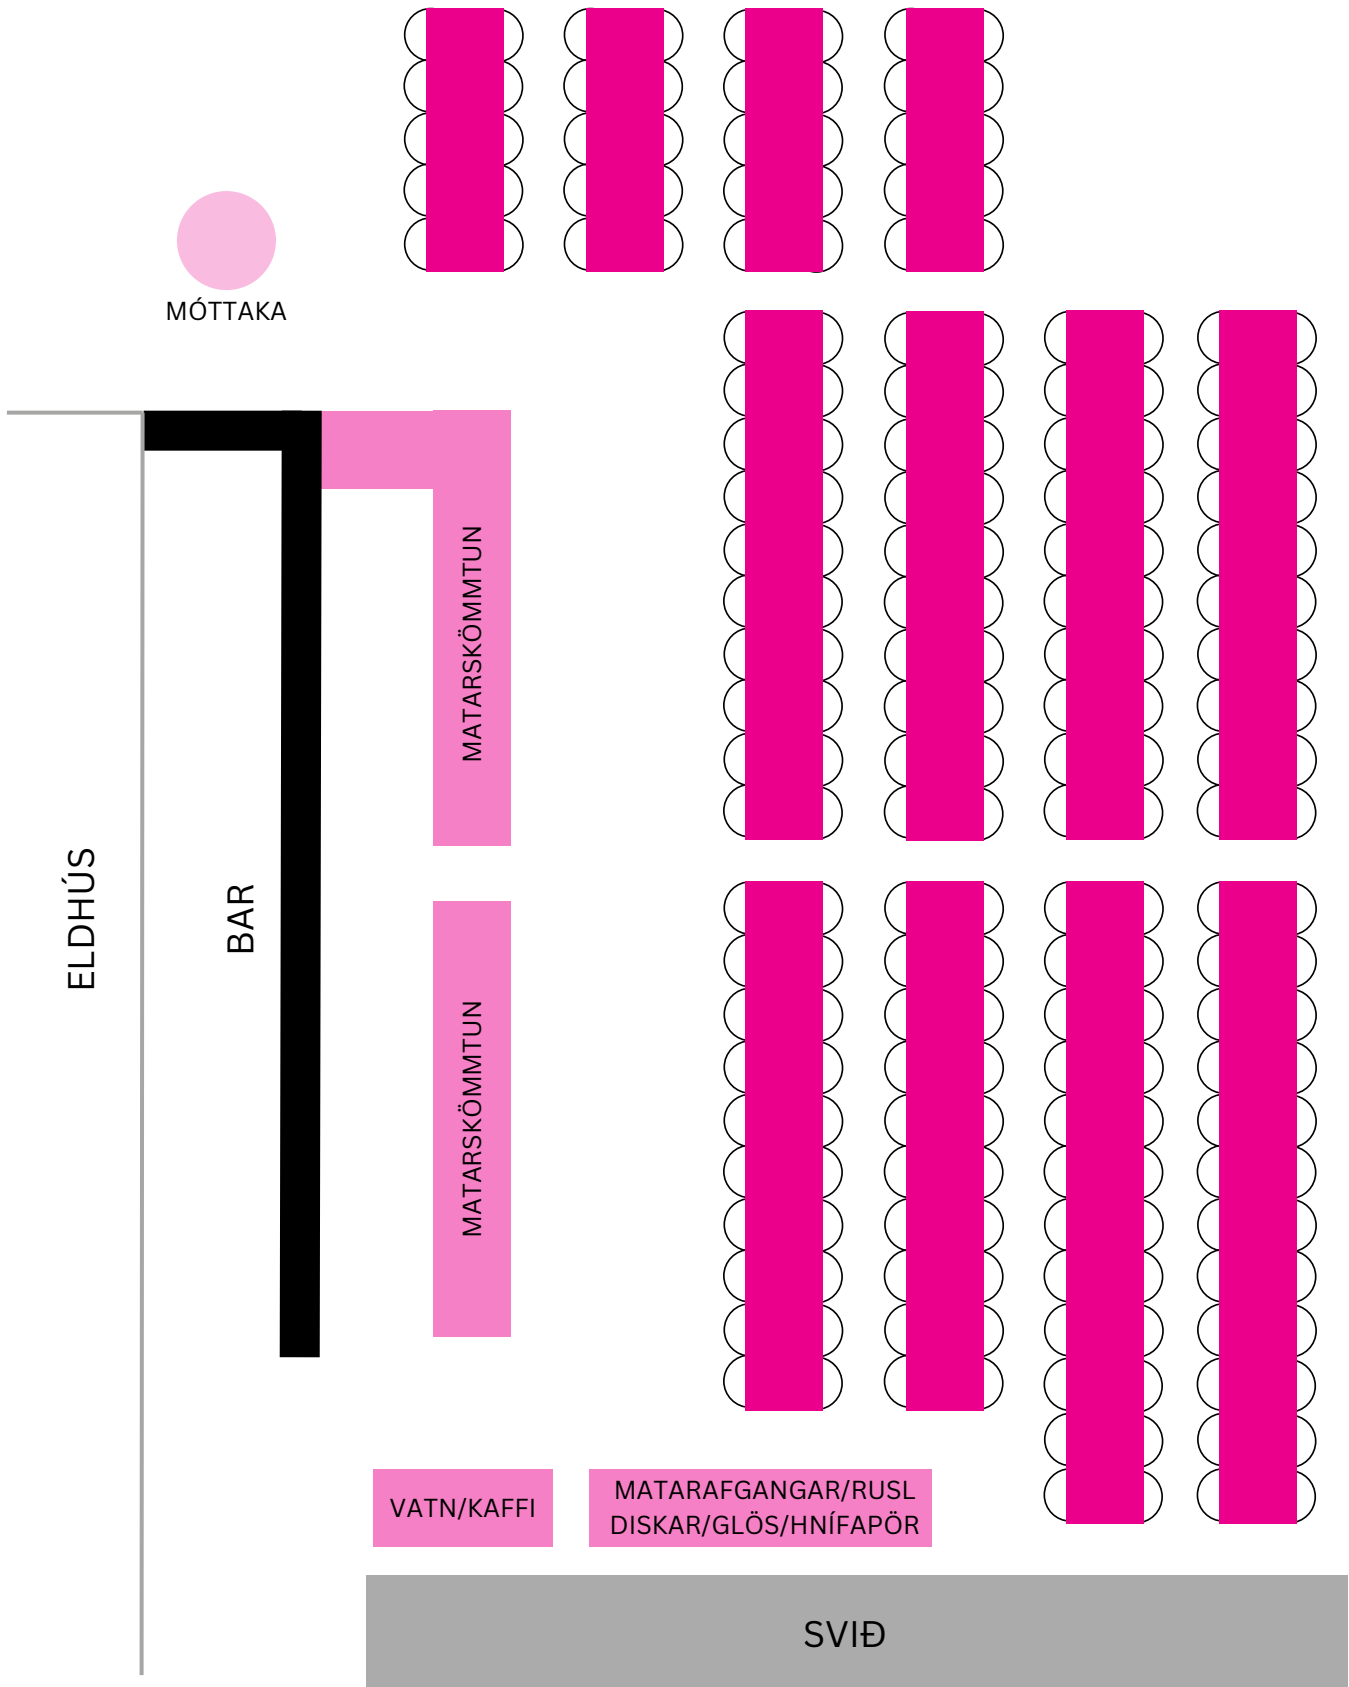 MÓTTAKA
MATARSKÖMMTUN
ELDHÚS
BAR
MATARSKÖMMTUN
VATN/KAFFI
MATARAFGANGAR/RUSL
DISKAR/GLÖS/HNÍFAPÖR
SVIÐ